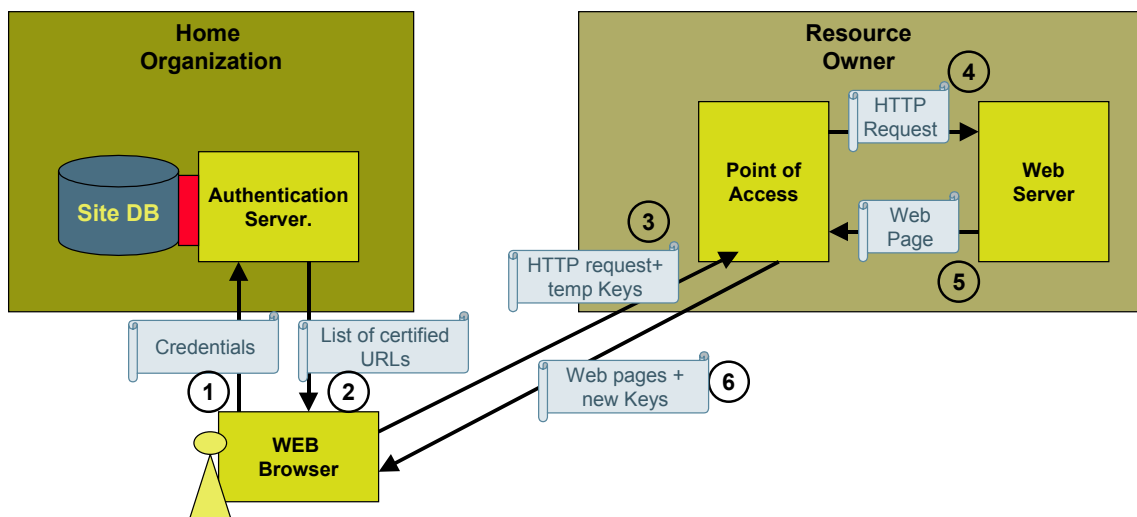 Home
Organization
Resource
Owner
4
HTTP
Request
Point of
Access
Web
Server
Site DB
Authentication
Server.
3
Web
Page
HTTP request+
temp Keys
5
Credentials
List of certified
URLs
1
2
Web pages +
new Keys
6
WEB
Browser